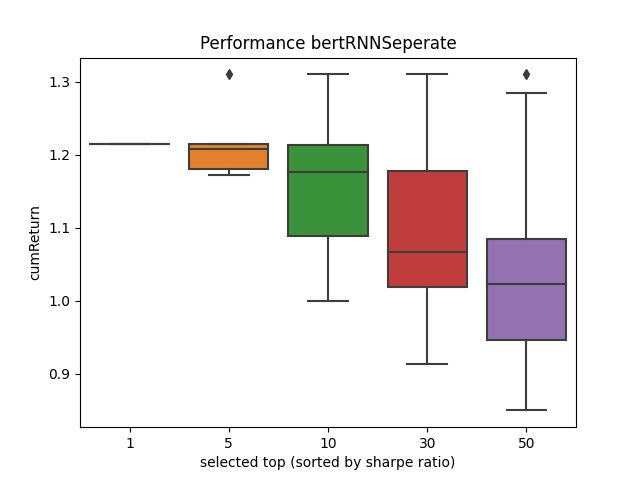 Performance bertRNNSeperate
cumReturn
1.3
1.2
1.1
1.0
0.9
1 5 10 30 50
selected top (sorted by sharpe ratio)